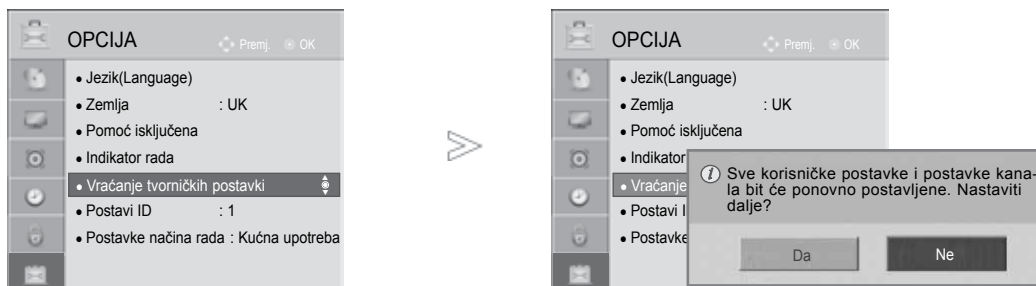 OPCIJA
Premj. OK
Jezik(Language)
Zemlja : UK
Pomoć isključena
Indikator rada
Vraćanje tvorničkih postavki
Postavi ID : 1
Postavke načina rada : Kućna upotreba
OPCIJA
Premj. OK
Jezik(Language)
Zemlja : UK
Pomoć isključena
Indikator
Vraćanje
Postavi I
Postavke
Sve korisničke postavke i postavke kana-
la bit će ponovno postavljene. Nastaviti
dalje?
Da
Ne